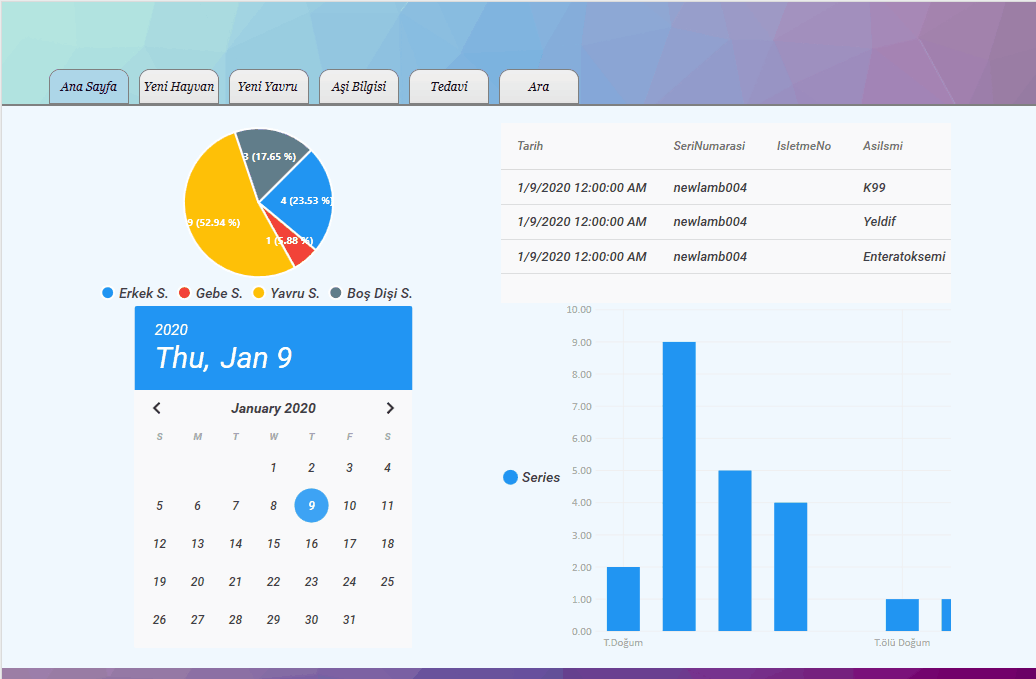 Ana Sayfa Yeni Hayvan Yeni Yavru Aşi Bilgisi Tedavi Ara
3 (17.65 %)
4 (23.53 %)
9 (52.94 %)
1 (5.88 %)
Erkek S. Gebe S. Yavru S. Boş Dişi S.
2020
Thu, Jan 9
January 2020
S M T W T F S
1 2 3 4
5 6 7 8 9 10 11
12 13 14 15 16 17 18
19 20 21 22 23 24 25
26 27 28 29 30 31
Tarih SeriNumarasi IsletmeNo AsiIsmi
1/9/2020 12:00:00 AM newlamb004 K99
1/9/2020 12:00:00 AM newlamb004 Yeldif
1/9/2020 12:00:00 AM newlamb004 Enteratoksemi
10.00
9.00
8.00
7.00
6.00
5.00
Series
4.00
3.00
2.00
1.00
0.00
T.Doğum T.ölü Doğum